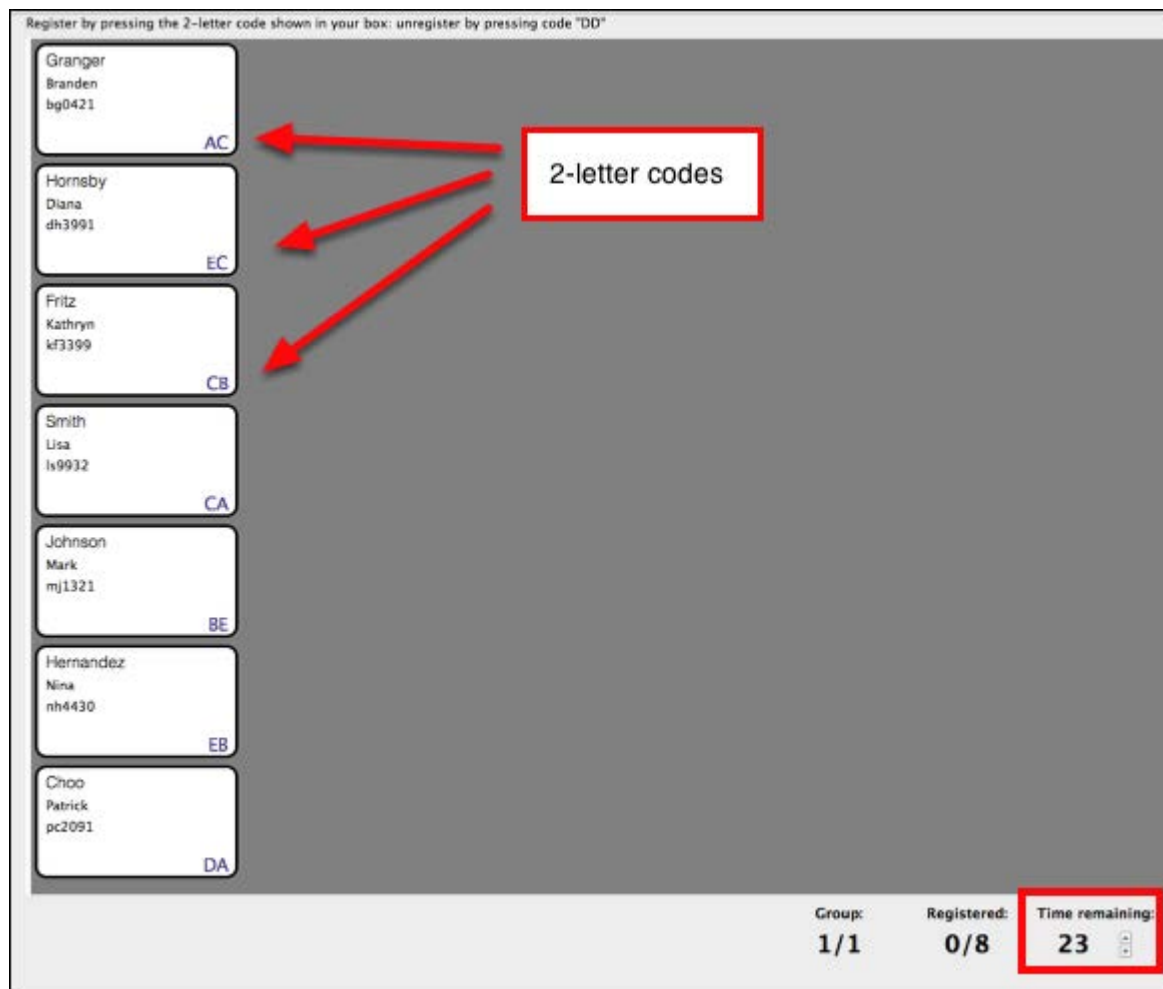 Register by pressing the 2-letter code shown in your box: unregister by pressing code "DD"
Granger
Branden
bg0421
AC
2-letter codes
Hornsby
Diana
dh3991
EC
Fritz
Kathryn
kf3399
CB
Smith
Lisa
ls9932
CA
Johnson
Mark
mj1321
BE
Hernandez
Nina
nh4430
EB
Choo
Patrick
pc2091
DA
Group: Registered: Time remaining:
1/1 0/8 23